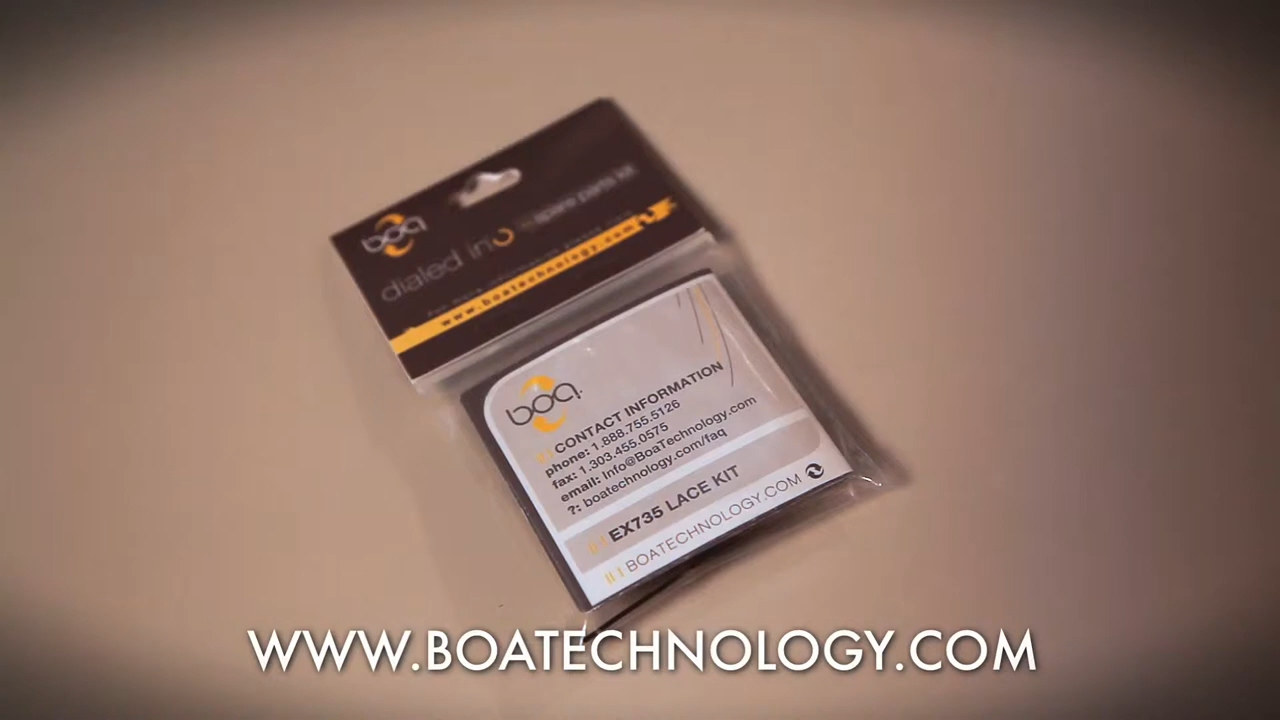 boa
dialed in
spare parts kit
www.boatechnology.com
boa
CONTACT INFORMATION
phone: 1.888.755.5126
fax: 1.303.455.0575
email: Info@BoaTechnology.com
?: boatechnology.com/faq
EX735 LACE KIT
BOATECHNOLOGY.COM
WWW.BOATECHNOLOGY.COM